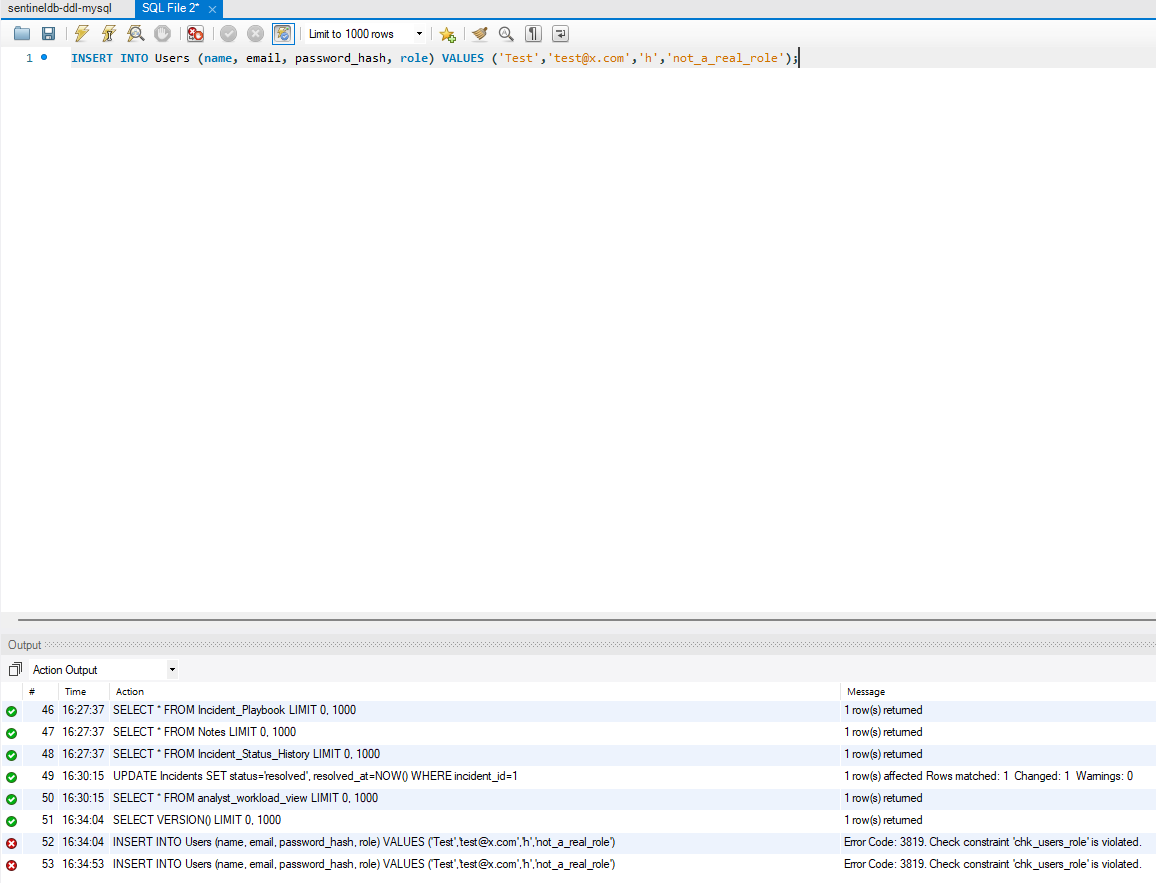 sentineldb-ddl-mysql SQL File 2* ×
Limit to 1000 rows
1 INSERT INTO Users (name, email, password_hash, role) VALUES ('Test','test@x.com','h','not_a_real_role');
Output
Action Output
# Time Action Message
46 16:27:37 SELECT * FROM Incident_Playbook LIMIT 0, 1000 1 row(s) returned
47 16:27:37 SELECT * FROM Notes LIMIT 0, 1000 1 row(s) returned
48 16:27:37 SELECT * FROM Incident_Status_History LIMIT 0, 1000 1 row(s) returned
49 16:30:15 UPDATE Incidents SET status='resolved', resolved_at=NOW() WHERE incident_id=1 1 row(s) affected Rows matched: 1 Changed: 1 Warnings: 0
50 16:30:15 SELECT * FROM analyst_workload_view LIMIT 0, 1000 1 row(s) returned
51 16:34:04 SELECT VERSION() LIMIT 0, 1000 1 row(s) returned
52 16:34:04 INSERT INTO Users (name, email, password_hash, role) VALUES ('Test','test@x.com','h','not_a_real_role') Error Code: 3819. Check constraint 'chk_users_role' is violated.
53 16:34:53 INSERT INTO Users (name, email, password_hash, role) VALUES ('Test','test@x.com','h','not_a_real_role') Error Code: 3819. Check constraint 'chk_users_role' is violated.